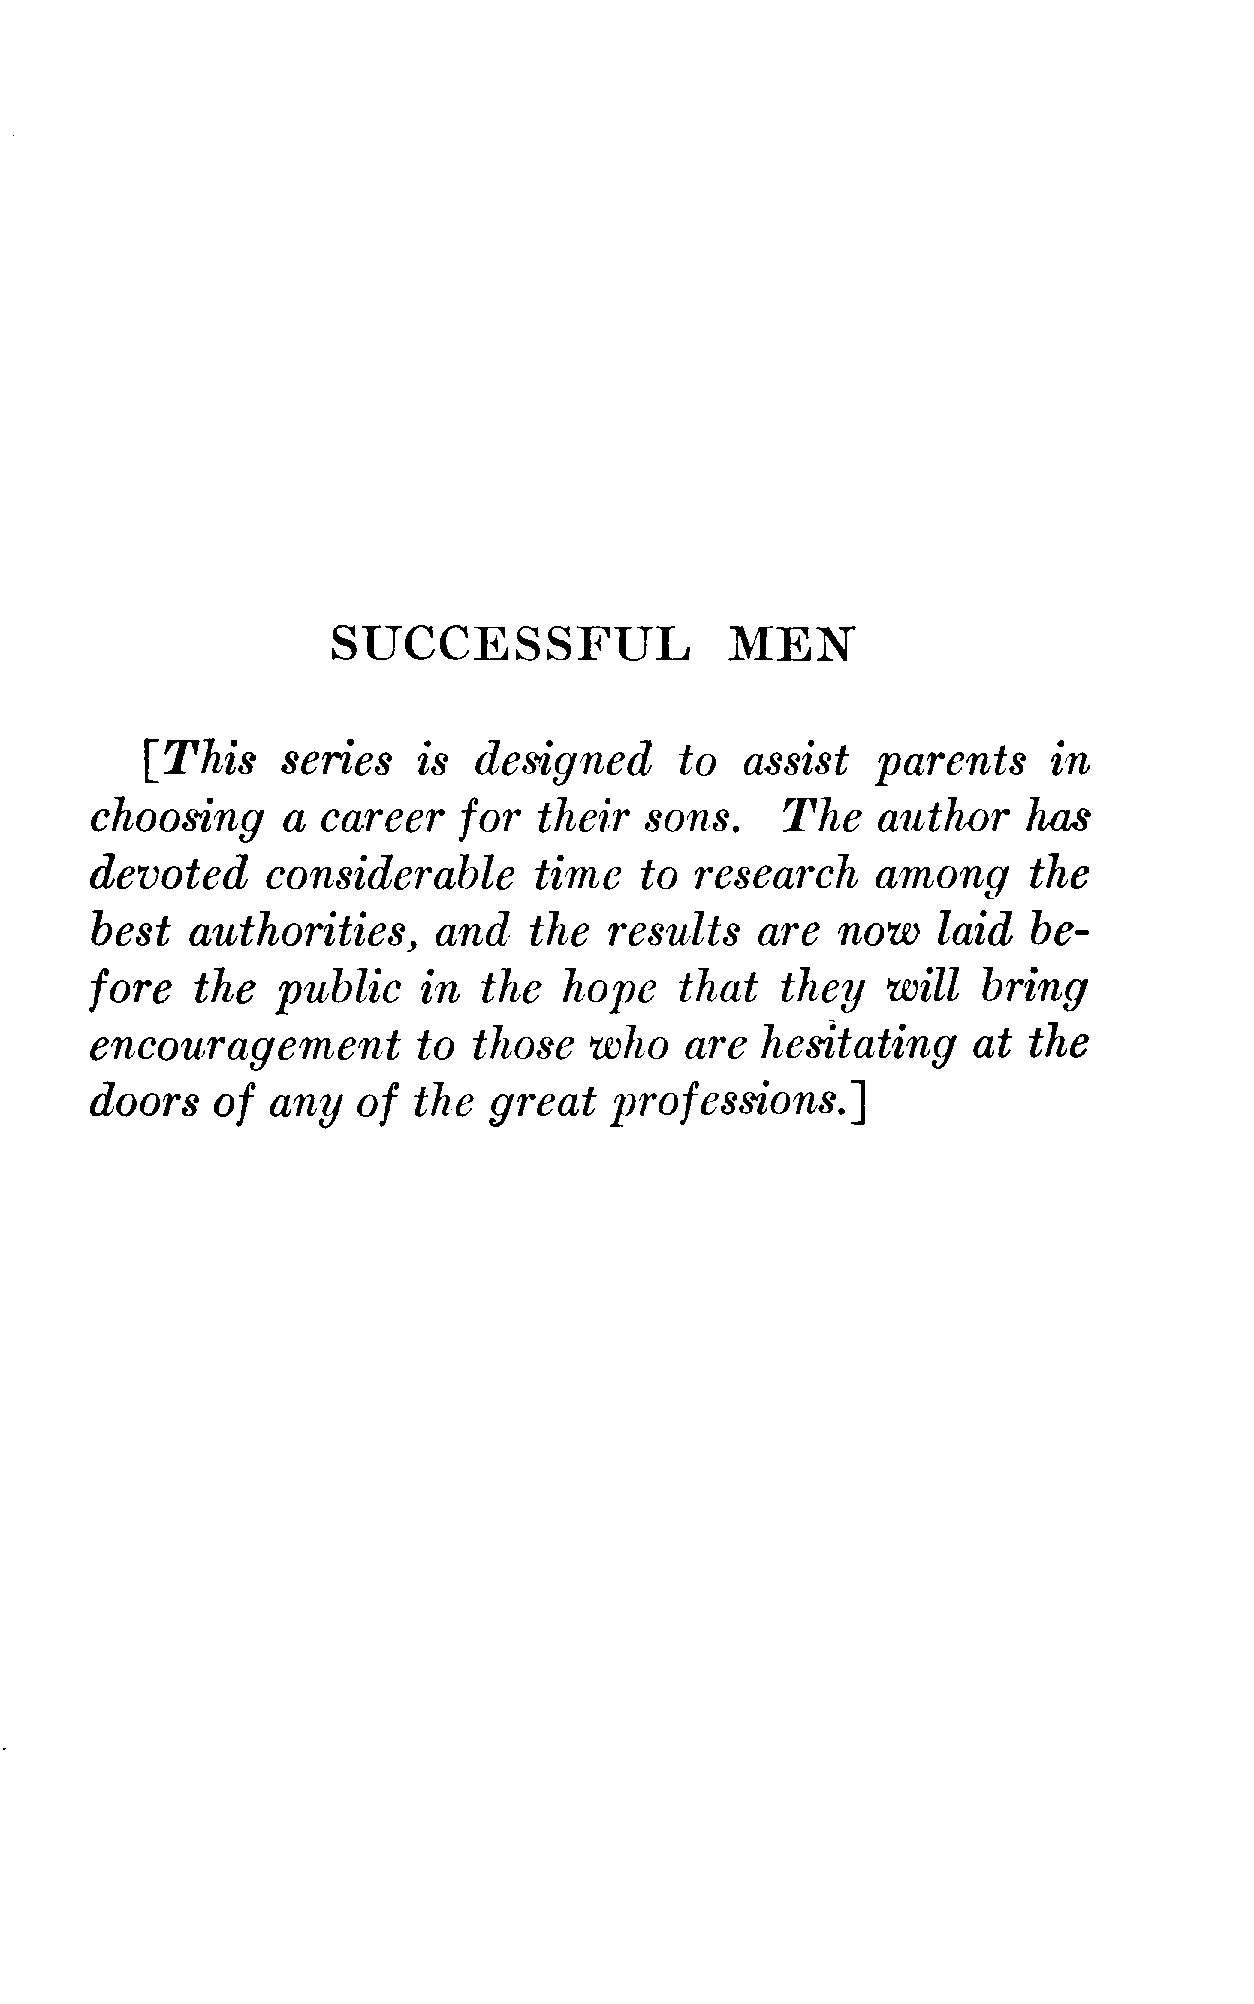 SUCCESSFUL MEN
[This series is designed to assist parents in
choosing a career for their sons. The author has
devoted considerable time to research among the
best authorities, and the results are now laid be-
fore the public in the hope that they will bring
encouragement to those who are hesitating at the
doors of any of the great professions.]